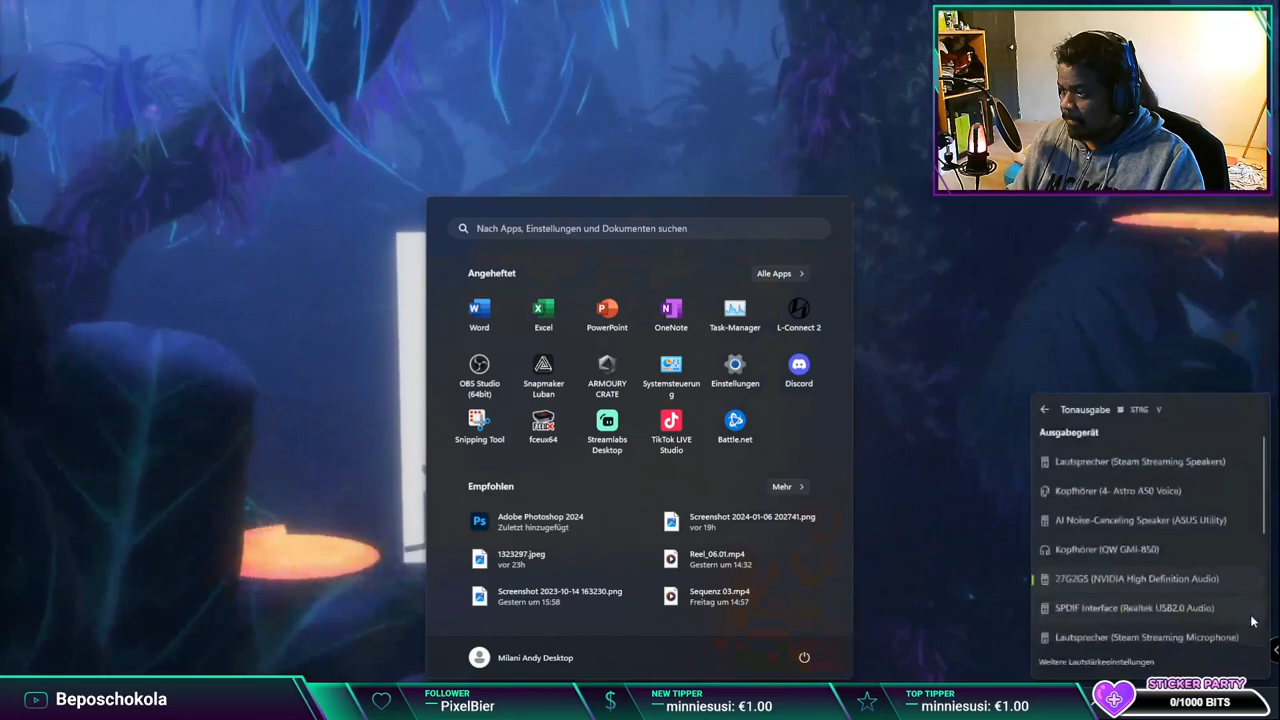 Nach Apps, Einstellungen und Dokumenten suchen
Angeheftet
Alle Apps
Word
Excel
PowerPoint
OneNote
Task-Manager
L-Connect 2
OBS Studio (64bit)
Snapmaker Luban
ARMOURY CRATE
Systemsteuerung
Einstellungen
Discord
Snipping Tool
fceux64
Streamlabs Desktop
TikTok LIVE Studio
Battle.net
Empfohlen
Mehr
Adobe Photoshop 2024
Zuletzt hinzugefügt
Screenshot 2024-01-06 202741.png
vor 19h
1323297.jpeg
vor 23h
Reel_06.01.mp4
Gestern um 14:32
Screenshot 2023-10-14 163230.png
Gestern um 15:58
Sequenz 03.mp4
Freitag um 14:57
Milani Andy Desktop
Tonausgabe STRG V
Ausgabegerät
Lautsprecher (Steam Streaming Speakers)
Kopfhörer (4- Astro A50 Voice)
AI Noise-Canceling Speaker (ASUS Utility)
Kopfhörer (QW GMI-850)
27G2G5 (NVIDIA High Definition Audio)
SPDIF Interface (Realtek USB2.0 Audio)
Lautsprecher (Steam Streaming Microphone)
Weitere Lautstärkeeinstellungen
Beposchokola
FOLLOWER
PixelBier
NEW TIPPER
minniesusi: €1.00
TOP TIPPER
minniesusi: €1.00
STICKER PARTY
0/1000 BITS